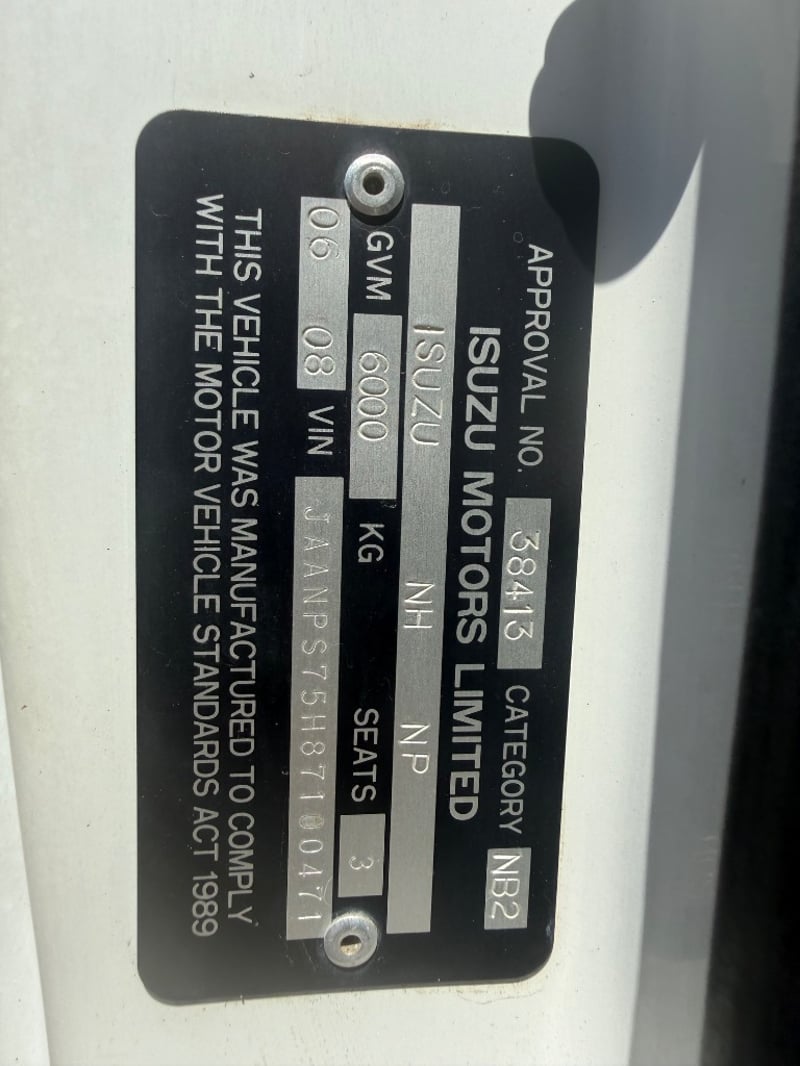 APPROVAL NO. 38413 CATEGORY NB2
ISUZU MOTORS LIMITED
ISUZU NH NP
GVM 6000 KG SEATS 3
06 08 VIN JAANPS75H87100471
THIS VEHICLE WAS MANUFACTURED TO COMPLY
WITH THE MOTOR VEHICLE STANDARDS ACT 1989